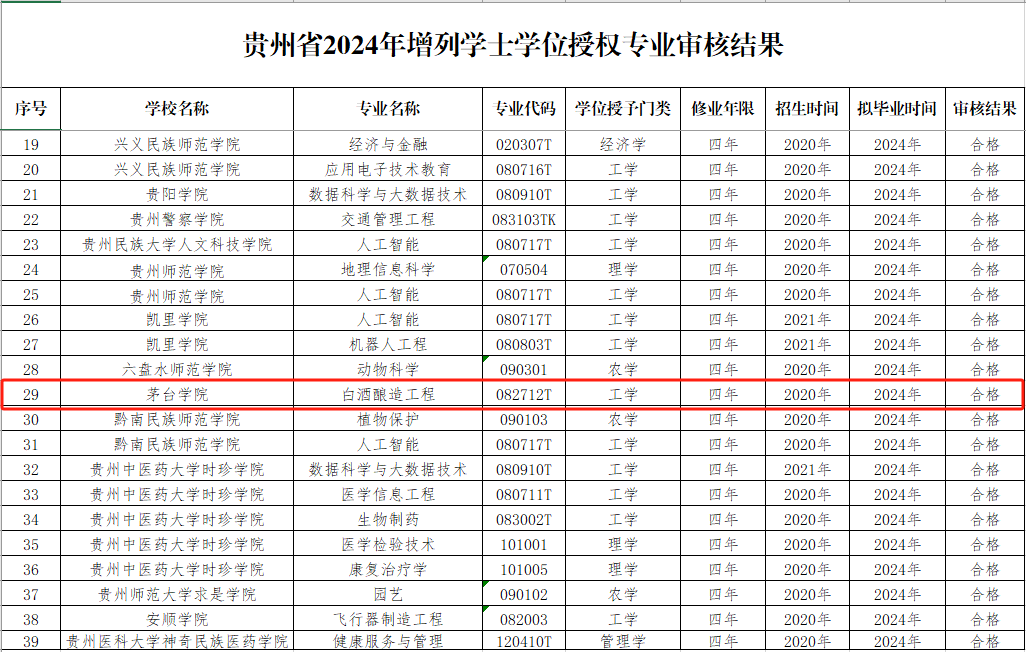 贵州省2024年增列学士学位授权专业审核结果
序号 学校名称 专业名称 专业代码 学位授予门类 修业年限 招生时间 拟毕业时间 审核结果
19 兴义民族师范学院 经济与金融 020307T 经济学 四年 2020年 2024年 合格
20 兴义民族师范学院 应用电子技术教育 080716T 工学 四年 2020年 2024年 合格
21 贵阳学院 数据科学与大数据技术 080910T 工学 四年 2020年 2024年 合格
22 贵州警察学院 交通管理工程 083103TK 工学 四年 2020年 2024年 合格
23 贵州民族大学人文科技学院 人工智能 080717T 工学 四年 2020年 2024年 合格
24 贵州师范学院 地理信息科学 070504 理学 四年 2020年 2024年 合格
25 贵州师范学院 人工智能 080717T 工学 四年 2020年 2024年 合格
26 凯里学院 人工智能 080717T 工学 四年 2021年 2024年 合格
27 凯里学院 机器人工程 080803T 工学 四年 2021年 2024年 合格
28 六盘水师范学院 动物科学 090301 农学 四年 2020年 2024年 合格
29 茅台学院 白酒酿造工程 082712T 工学 四年 2020年 2024年 合格
30 黔南民族师范学院 植物保护 090103 农学 四年 2020年 2024年 合格
31 黔南民族师范学院 人工智能 080717T 工学 四年 2020年 2024年 合格
32 贵州中医药大学时珍学院 数据科学与大数据技术 080910T 工学 四年 2021年 2024年 合格
33 贵州中医药大学时珍学院 医学信息工程 080711T 工学 四年 2020年 2024年 合格
34 贵州中医药大学时珍学院 生物制药 083002T 工学 四年 2020年 2024年 合格
35 贵州中医药大学时珍学院 医学检验技术 101001 理学 四年 2020年 2024年 合格
36 贵州中医药大学时珍学院 康复治疗学 101005 理学 四年 2020年 2024年 合格
37 贵州师范大学求是学院 园艺 090102 农学 四年 2020年 2024年 合格
38 安顺学院 飞行器制造工程 082003 工学 四年 2020年 2024年 合格
39 贵州医科大学神奇民族医药学院 健康服务与管理 120410T 管理学 四年 2020年 2024年 合格